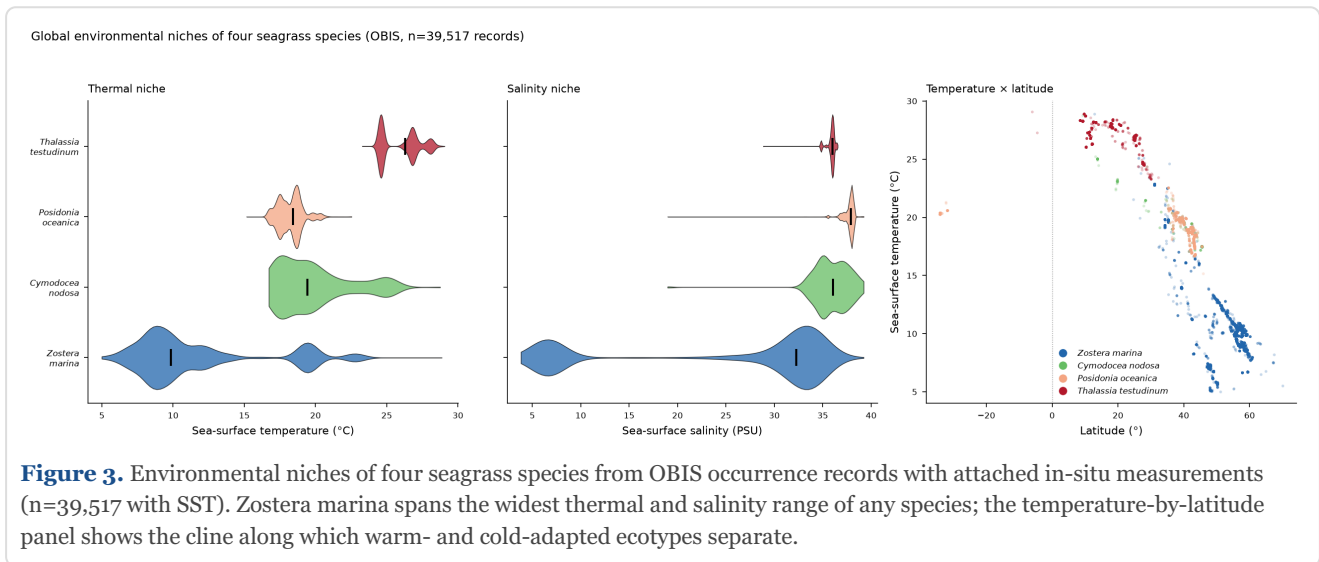 Global environmental niches of four seagrass species (OBIS, n=39,517 records)
Thermal niche
Thalassia
testudinum
Posidonia
oceanica
Cymodocea
nodosa
Zostera
marina
5 10 15 20 25 30
Sea-surface temperature (°C)
Salinity niche
5 10 15 20 25 30 35 40
Sea-surface salinity (PSU)
Temperature × latitude
30
25
20
15
10
5
Sea-surface temperature (°C)
Zostera marina
Cymodocea nodosa
Posidonia oceanica
Thalassia testudinum
−20 0 20 40 60
Latitude (°)
Figure 3. Environmental niches of four seagrass species from OBIS occurrence records with attached in-situ measurements
(n=39,517 with SST). Zostera marina spans the widest thermal and salinity range of any species; the temperature-by-latitude
panel shows the cline along which warm- and cold-adapted ecotypes separate.